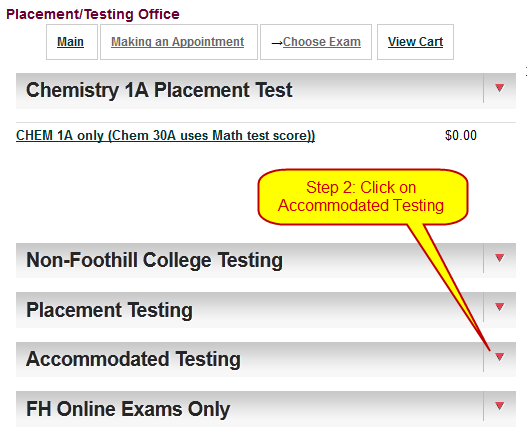 Placement/Testing Office
Main Making an Appointment →Choose Exam View Cart
Chemistry 1A Placement Test
CHEM 1A only (Chem 30A uses Math test score)) $0.00
Step 2: Click on
Accommodated Testing
Non-Foothill College Testing
Placement Testing
Accommodated Testing
FH Online Exams Only